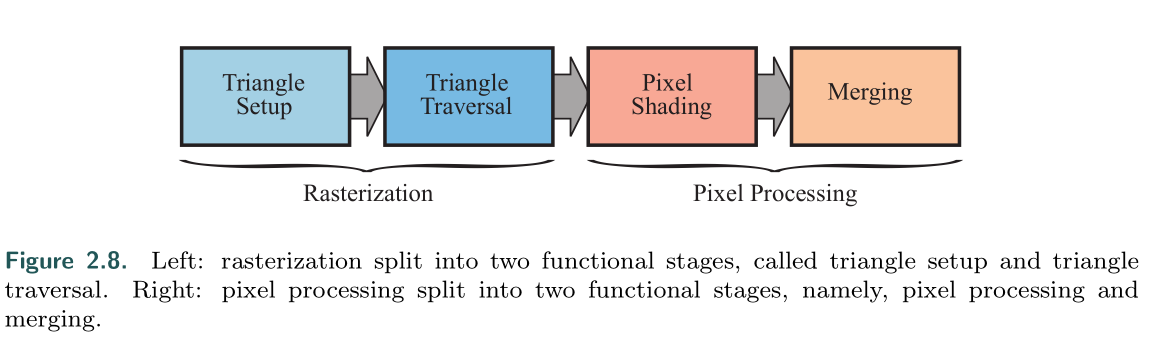 Triangle
Setup
Triangle
Traversal
Pixel
Shading
Merging
Rasterization
Pixel Processing
Figure 2.8. Left: rasterization split into two functional stages, called triangle setup and triangle
traversal. Right: pixel processing split into two functional stages, namely, pixel processing and
merging.